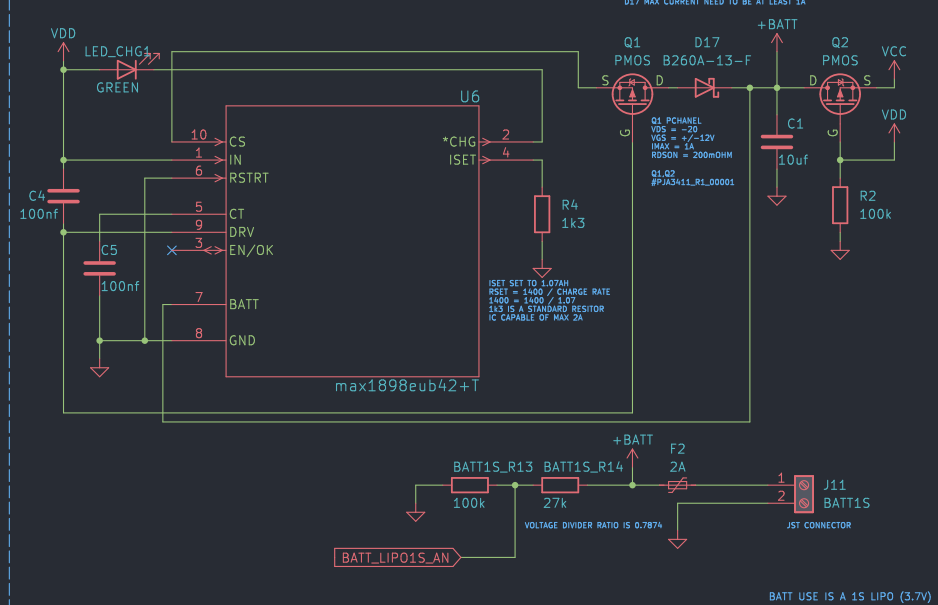 D17 MAX CURRENT NEED TO BE AT LEAST 1A
VDD
LED_CHG1
GREEN
Q1
PMOS
D17
B260A-13-F
+BATT
Q2
PMOS
VCC
S
D
D
S
G
G
U6
10
CS
1
IN
6
RSTRT
5
CT
9
DRV
3
EN/OK
7
BATT
8
GND
*CHG
2
ISET
4
max1898eub42+T
C4
100nf
C5
100nf
R4
1k3
ISET SET TO 1.07AH
RSET = 1400 / CHARGE RATE
1400 = 1400 / 1.07
1k3 IS A STANDARD RESITOR
IC CAPABLE OF MAX 2A
Q1 PCHANEL
VDS = -20
VGS = +/-12V
IMAX = 1A
RDSON = 200mOHM
Q1,Q2
#PJA3411_R1_00001
C1
10uf
VDD
R2
100k
+BATT
F2
2A
BATT1S_R13
100k
BATT1S_R14
27k
1
2
J11
BATT1S
JST CONNECTOR
VOLTAGE DIVIDER RATIO IS 0.7874
BATT_LIPO1S_AN
BATT USE IS A 1S LIPO (3.7V)